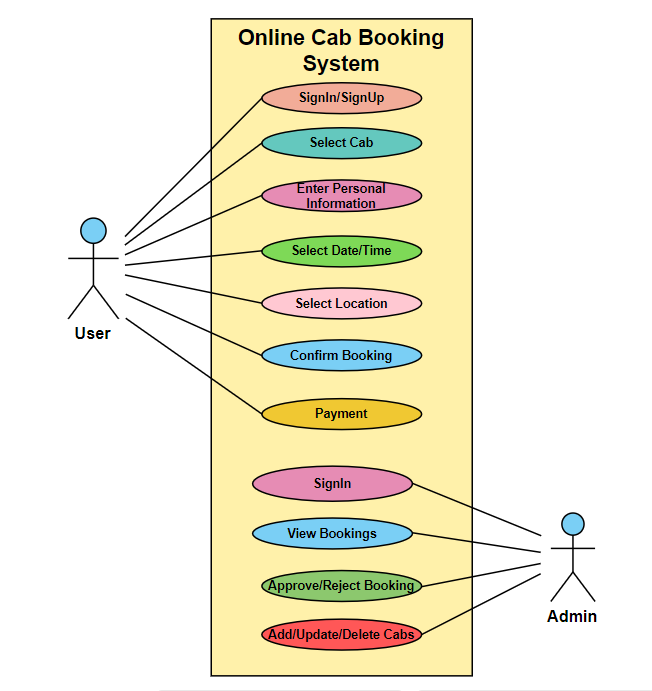 Online Cab Booking
System
SignIn/SignUp
Select Cab
Enter Personal
Information
Select Date/Time
Select Location
User
Confirm Booking
Payment
SignIn
View Bookings
Approve/Reject Booking
Admin
Add/Update/Delete Cabs